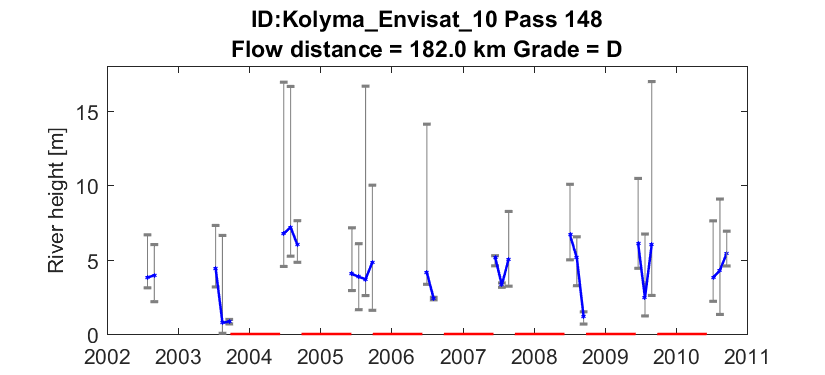 ID:Kolyma_Envisat_10 Pass 148
Flow distance = 182.0 km Grade = D
River height [m]
15
10
5
0
2002 2003 2004 2005 2006 2007 2008 2009 2010 2011